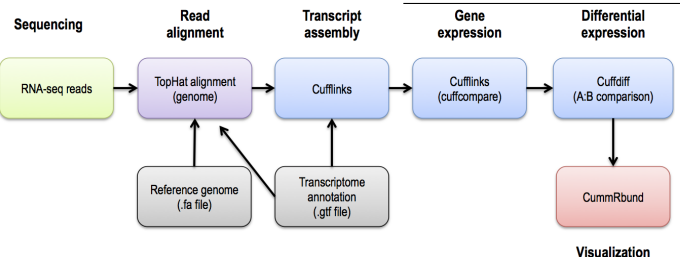 Sequencing
Read
alignment
Transcript
assembly
Gene
expression
Differential
expression
RNA-seq reads
TopHat alignment
(genome)
Cufflinks
Cufflinks
(cuffcompare)
Cuffdiff
(A:B comparison)
Reference genome
(.fa file)
Transcriptome
annotation
(.gtf file)
CummRbund
Visualization